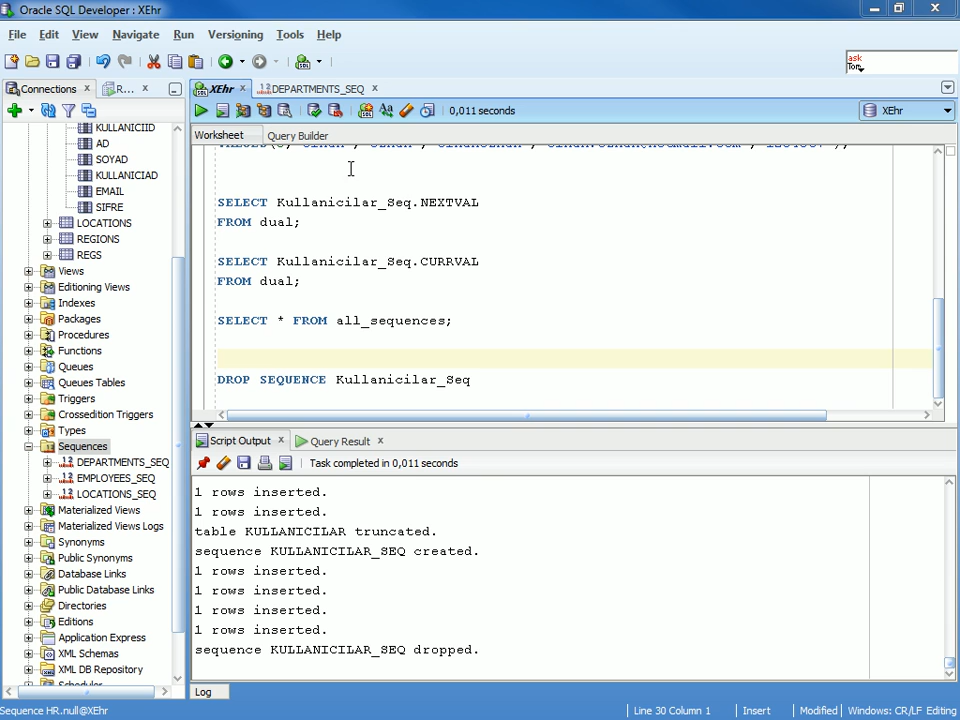 Oracle SQL Developer : XEhr
File Edit View Navigate Run Versioning Tools Help
ask
Tom
Connections R...
XEhr DEPARTMENTS_SEQ
0,011 seconds
XEhr
Worksheet Query Builder
KULLANICIID
AD
SOYAD
KULLANICIAD
EMAIL
SIFRE
LOCATIONS
REGIONS
REGS
Views
Editioning Views
Indexes
Packages
Procedures
Functions
Queues
Queues Tables
Triggers
Crossedition Triggers
Types
Sequences
DEPARTMENTS_SEQ
EMPLOYEES_SEQ
LOCATIONS_SEQ
Materialized Views
Materialized Views Logs
Synonyms
Public Synonyms
Database Links
Public Database Links
Directories
Editions
Application Express
XML Schemas
XML DB Repository
SELECT Kullanicilar_Seq.NEXTVAL
FROM dual;
SELECT Kullanicilar_Seq.CURRVAL
FROM dual;
SELECT * FROM all_sequences;
DROP SEQUENCE Kullanicilar_Seq
Script Output Query Result
Task completed in 0,011 seconds
1 rows inserted.
1 rows inserted.
table KULLANICILAR truncated.
sequence KULLANICILAR_SEQ created.
1 rows inserted.
1 rows inserted.
1 rows inserted.
1 rows inserted.
sequence KULLANICILAR_SEQ dropped.
Log
Sequence HR.null@XEhr
Line 30 Column 1 Insert Modified Windows: CR/LF Editing